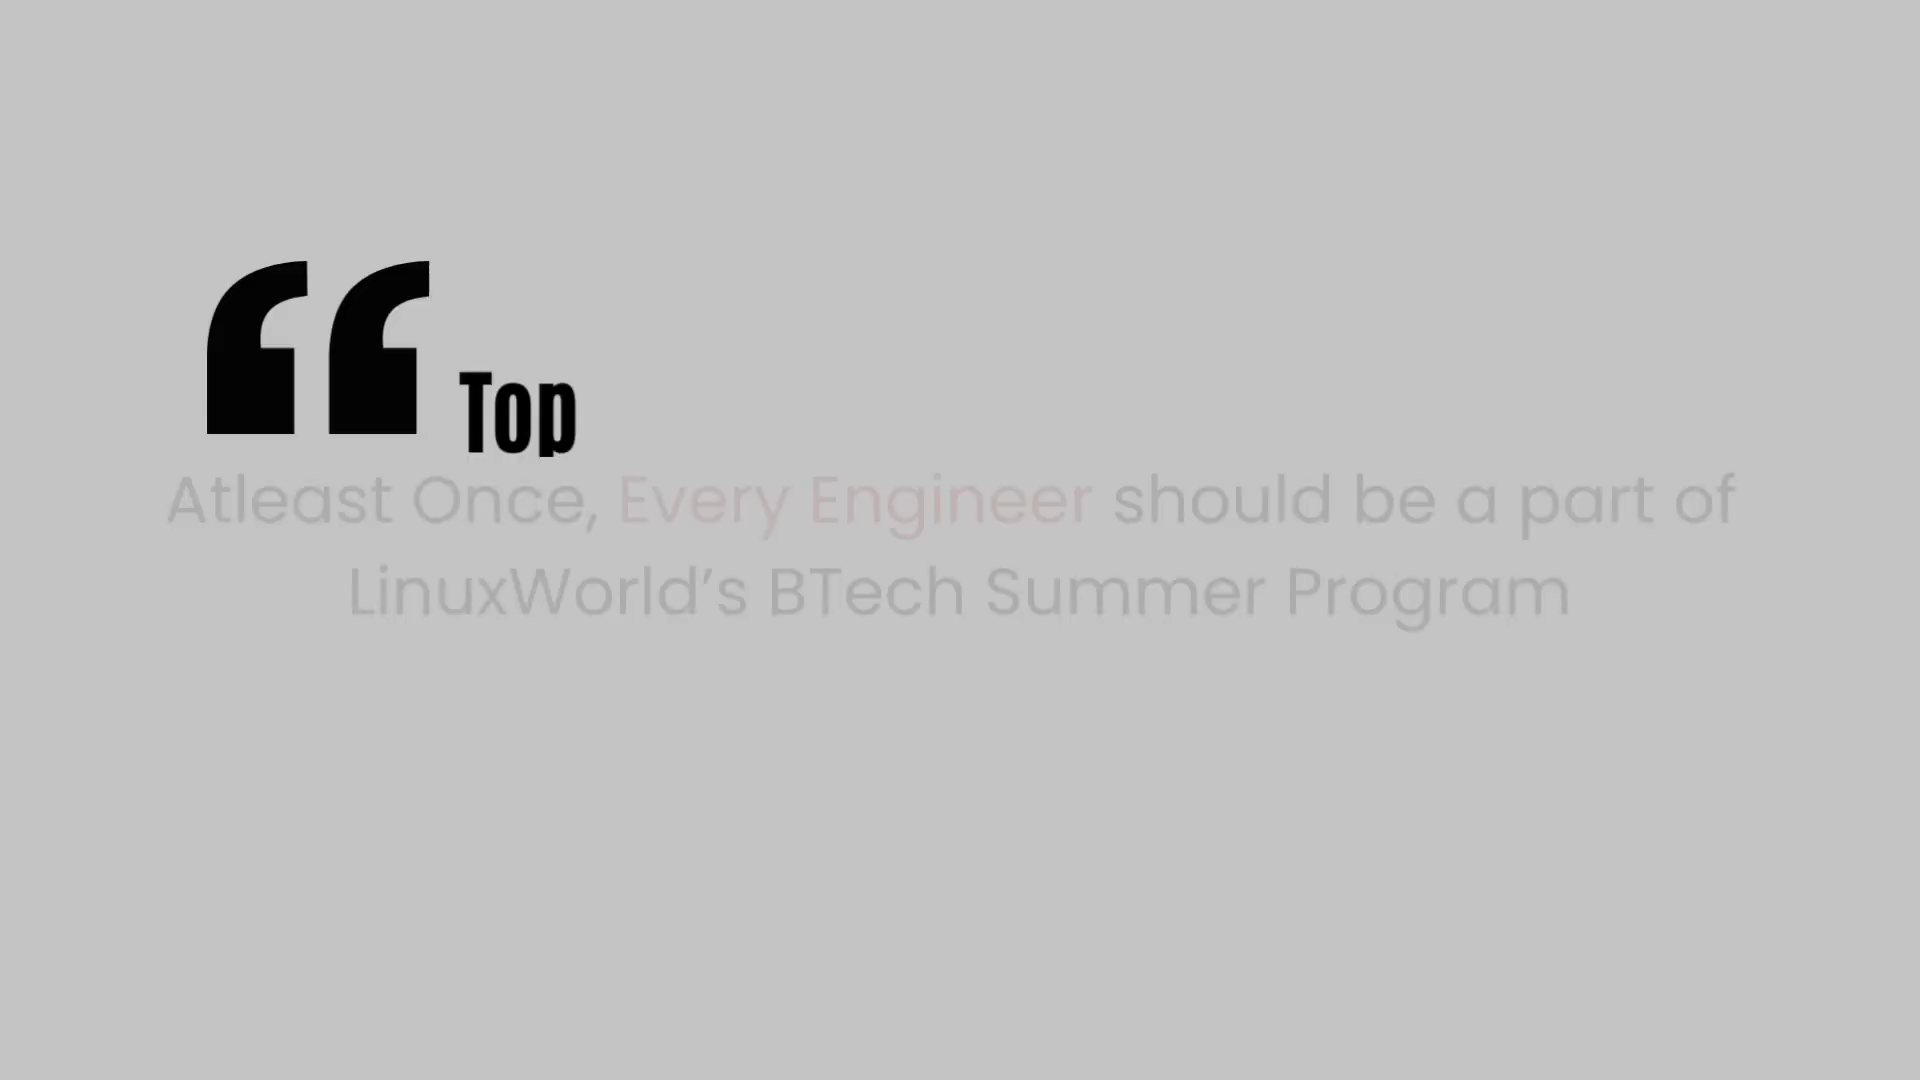 “ Top
Atleast Once, Every Engineer should be a part of
LinuxWorld’s BTech Summer Program